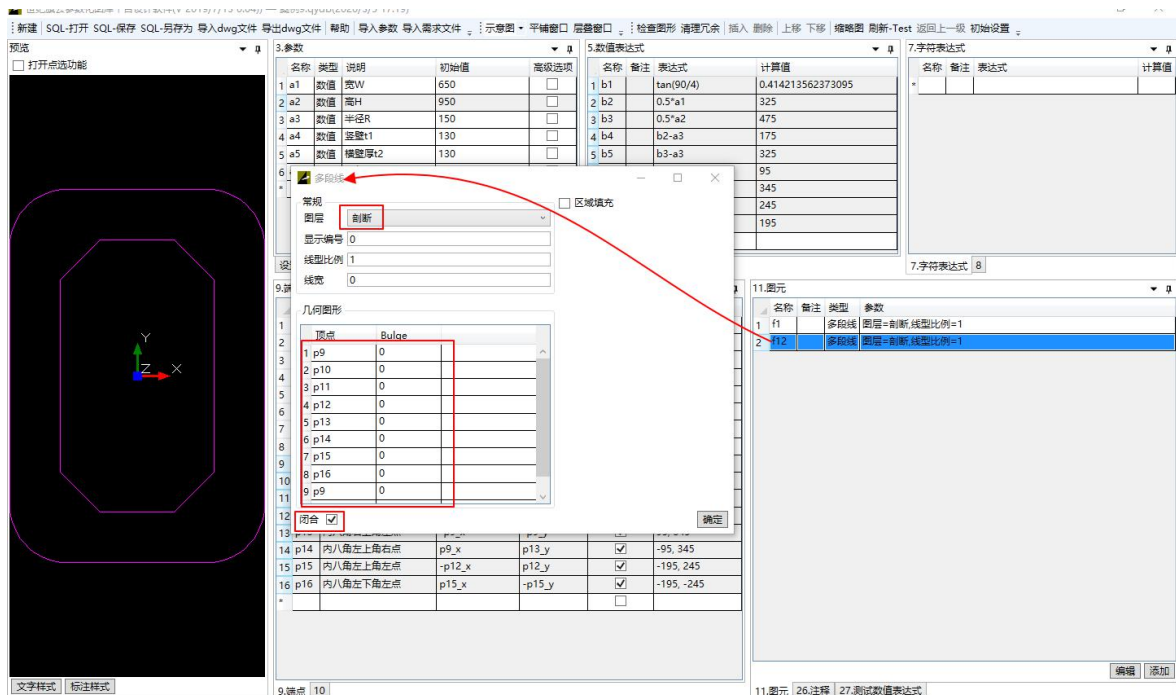 新建 SQL-打开 SQL-保存 SQL-另存为 导入dwg文件 导出dwg文件 帮助 导入参数 导入需求文件 示意图 平铺窗口 层叠窗口 检查图形 清理冗余 插入 删除 上移 下移 缩略图 刷新-Test 返回上一级 初始设置
预览
打开点选功能
3.参数
名称 类型 说明 初始值 高级选项
1 a1 数值 宽W 650
2 a2 数值 高H 950
3 a3 数值 半径R 150
4 a4 数值 竖壁t1 130
5 a5 数值 横壁厚t2 130
6
*
5.数值表达式
名称 备注 表达式 计算值
1 b1 tan(90/4) 0.414213562373095
2 b2 0.5*a1 325
3 b3 0.5*a2 475
4 b4 b2-a3 175
5 b5 b3-a3 325
95
345
245
195
7.字符表达式
名称 备注 表达式 计算值
*
7.字符表达式 8
多段线
常规
图层 剖断
显示编号 0
线型比例 1
线宽 0
区域填充
几何图形
顶点 Bulge
1 p9 0
2 p10 0
3 p11 0
4 p12 0
5 p13 0
6 p14 0
7 p15 0
8 p16 0
9 p9 0
闭合
确定
11.图元
名称 备注 类型 参数
1 f1 多段线 图层=剖断,线型比例=1
2 f12 多段线 图层=剖断,线型比例=1
Y
Z X
1
2
3
4
5
6
7
8
9
10
11
12
13
14 p14 内八角左上角右点 p9_x p13_y -95, 345
15 p15 内八角左上角左点 -p12_x p12_y -195, 245
16 p16 内八角左下角左点 p15_x -p15_y -195, -245
*
编辑 添加
文字样式 标注样式
9.端点 10
11.图元 26.注释 27.测试数值表达式